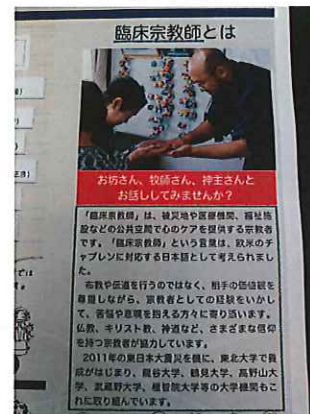 臨床宗教師とは
お坊さん、牧師さん、神主さんと
お話ししてみませんか？
「臨床宗教師」は、被災地や医療機関、福祉施
設などの公共空間で心のケアを提供する宗教者
です。「臨床宗教師」という言葉は、欧米のチ
ャプレンに対応する日本語として考えられまし
た。
布教や伝道を行うのではなく、相手の価値観を
尊重しながら、宗教者としての経験をいかし
て、苦悩や悲嘆を抱える方々に寄り添います。
仏教、キリスト教、神道など、さまざまな信仰
を持つ宗教者が協力しています。
2011年の東日本大震災を機に、東北大学で養
成がはじまり、龍谷大学、鶴見大学、高野山大
学、武蔵野大学、種智院大学等の大学機関もこ
れに取り組んでいます。